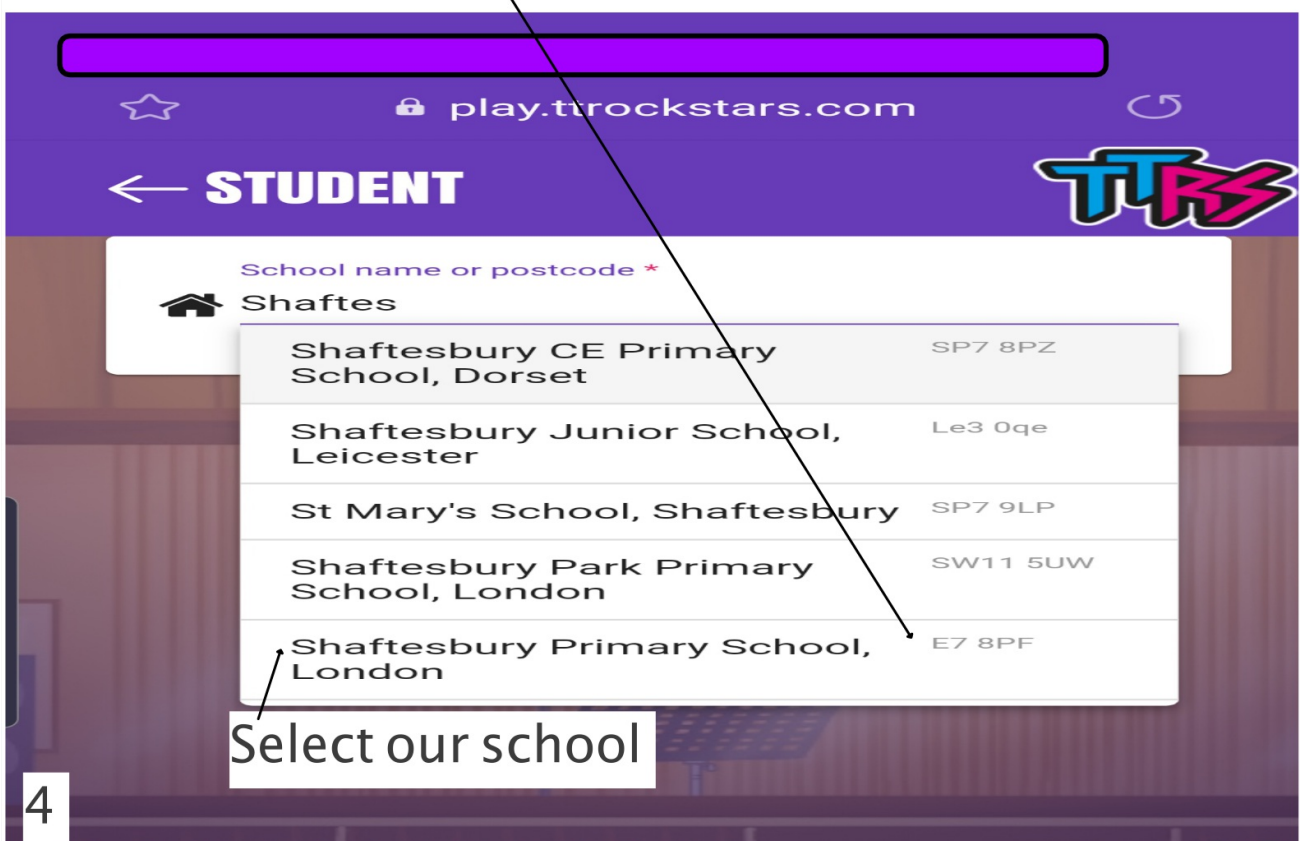 play.ttrockstars.com
← STUDENT
TTRS
School name or postcode *
Shaftes
Shaftesbury CE Primary SP7 8PZ
School, Dorset
Shaftesbury Junior School, Le3 0qe
Leicester
St Mary's School, Shaftesbury SP7 9LP
Shaftesbury Park Primary SW11 5UW
School, London
Shaftesbury Primary School, E7 8PF
London
Select our school
4